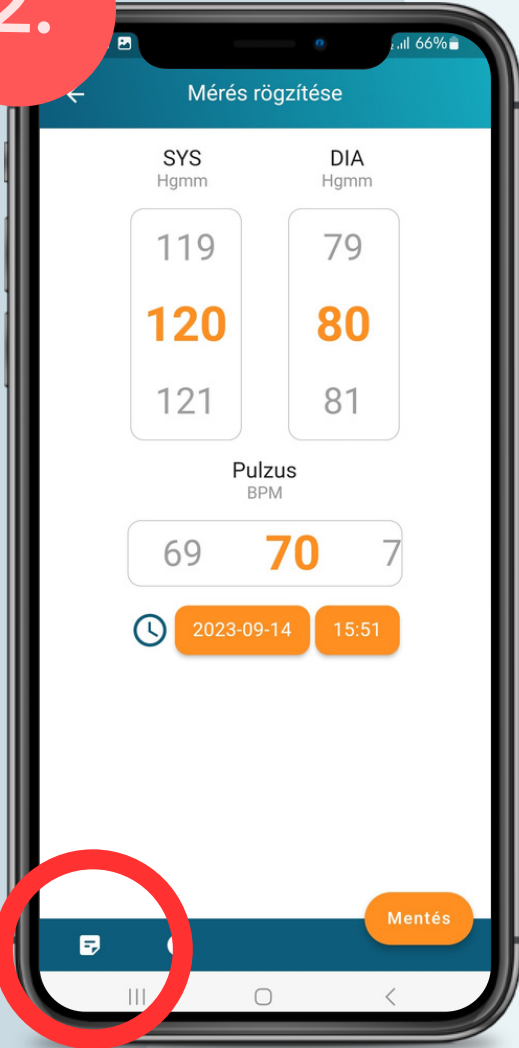 2.
66%
Mérés rögzítése
SYS DIA
Hgmm Hgmm
119 79
120 80
121 81
Pulzus
BPM
69 70 7
2023-09-14 15:51
Mentés